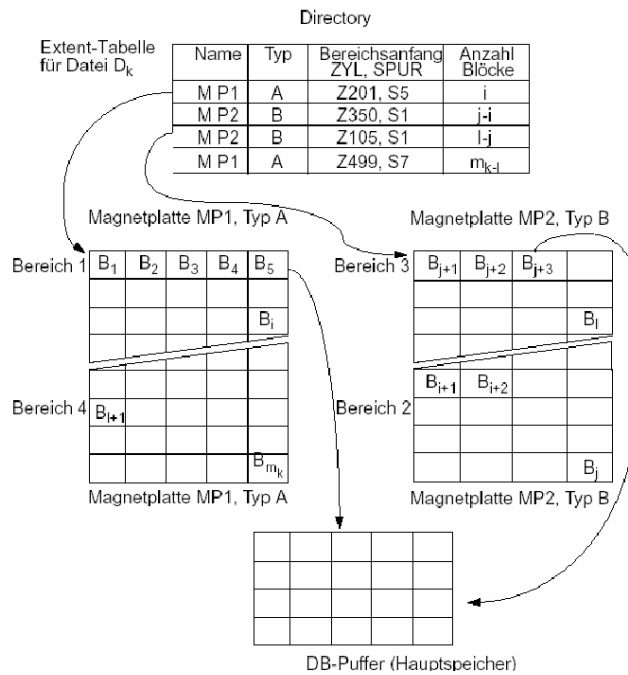 Directory
Extent-Tabelle
für Datei Dk
Name Typ Bereichsanfang Anzahl
ZYL, SPUR Blöcke
M P1 A Z201, S5 i
M P2 B Z350, S1 j-i
M P2 B Z105, S1 l-j
M P1 A Z499, S7 mk-l
Magnetplatte MP1, Typ A
Magnetplatte MP2, Typ B
Bereich 1 B1 B2 B3 B4 B5
Bi
Bereich 4 Bl+1
Bmk
Magnetplatte MP1, Typ A
Bereich 3 Bj+1 Bj+2 Bj+3
Bl
Bereich 2 Bi+1 Bi+2
Bj
Magnetplatte MP2, Typ B
DB-Puffer (Hauptspeicher)